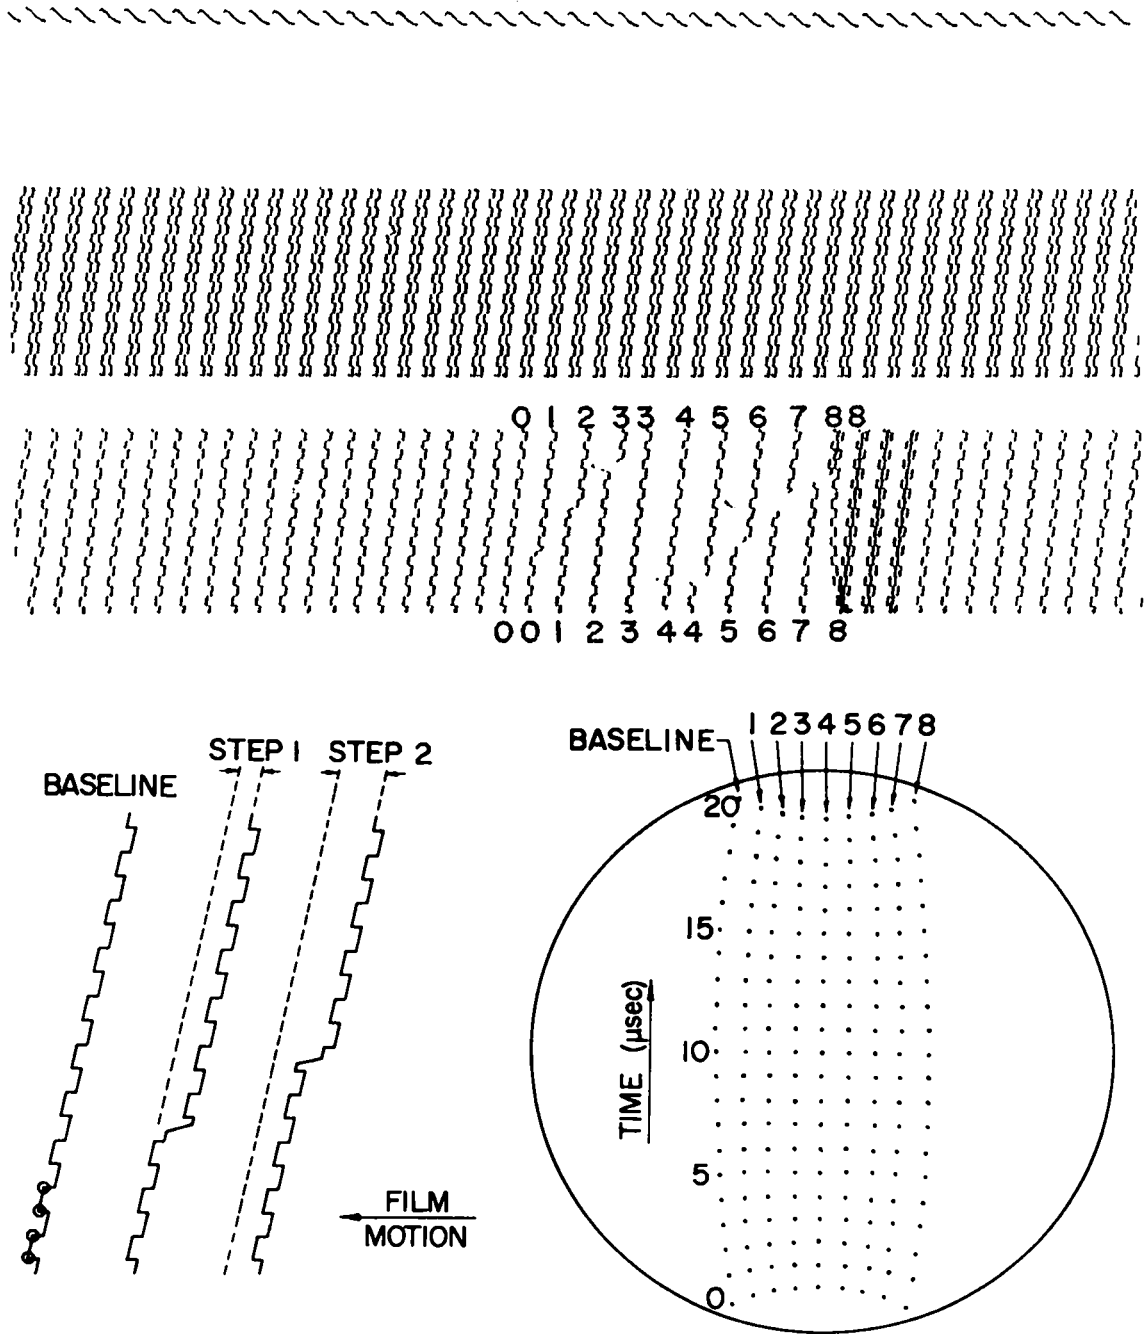 0 1 2 3 3 4 5 6 7 8 8
0 0 1 2 3 4 4 5 6 7 8
STEP 1 STEP 2
BASELINE
1 2 3 4 5 6 7 8
BASELINE
20
15
10
5
0
TIME (μsec)
FILM
MOTION